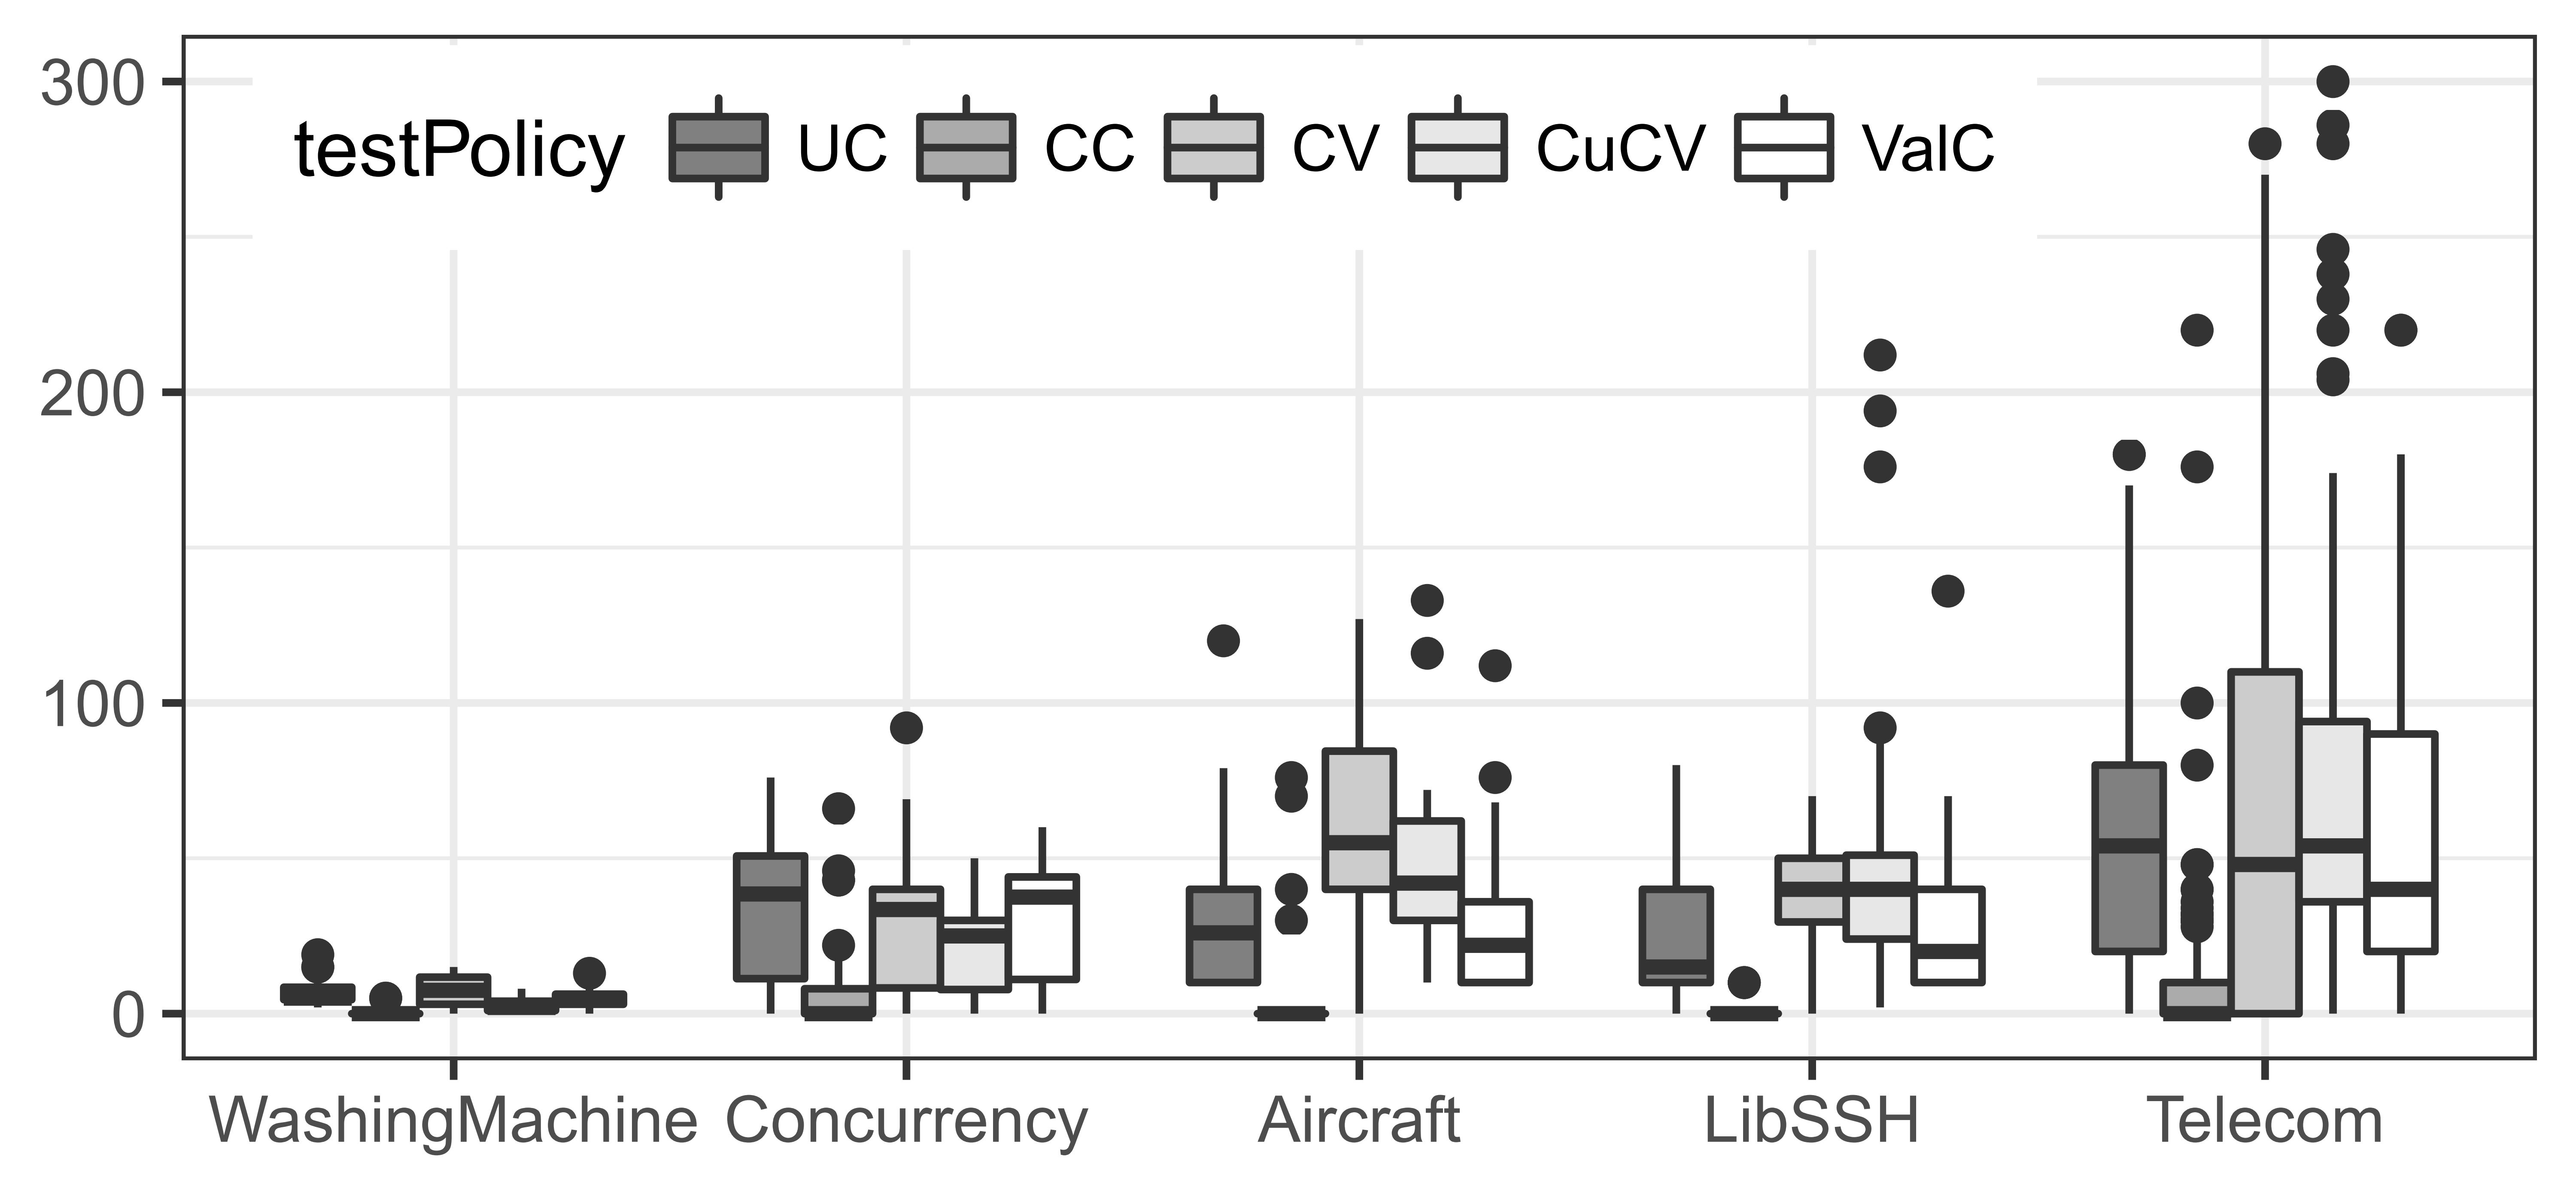 300
testPolicy UC CC CV CuCV ValC
200
100
0
WashingMachine Concurrency Aircraft LibSSH Telecom